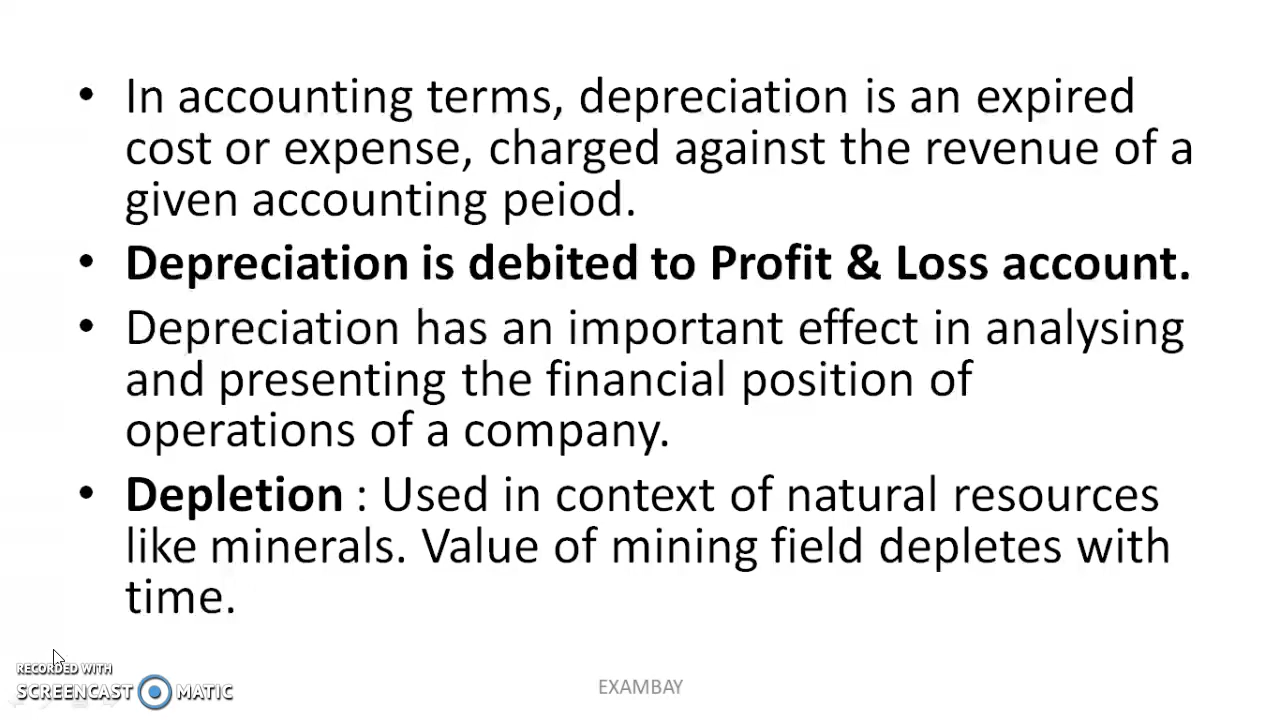 • In accounting terms, depreciation is an expired
cost or expense, charged against the revenue of a
given accounting peiod.
• Depreciation is debited to Profit & Loss account.
• Depreciation has an important effect in analysing
and presenting the financial position of
operations of a company.
• Depletion : Used in context of natural resources
like minerals. Value of mining field depletes with
time.
RECORDED WITH
SCREENCAST MATIC
EXAMBAY